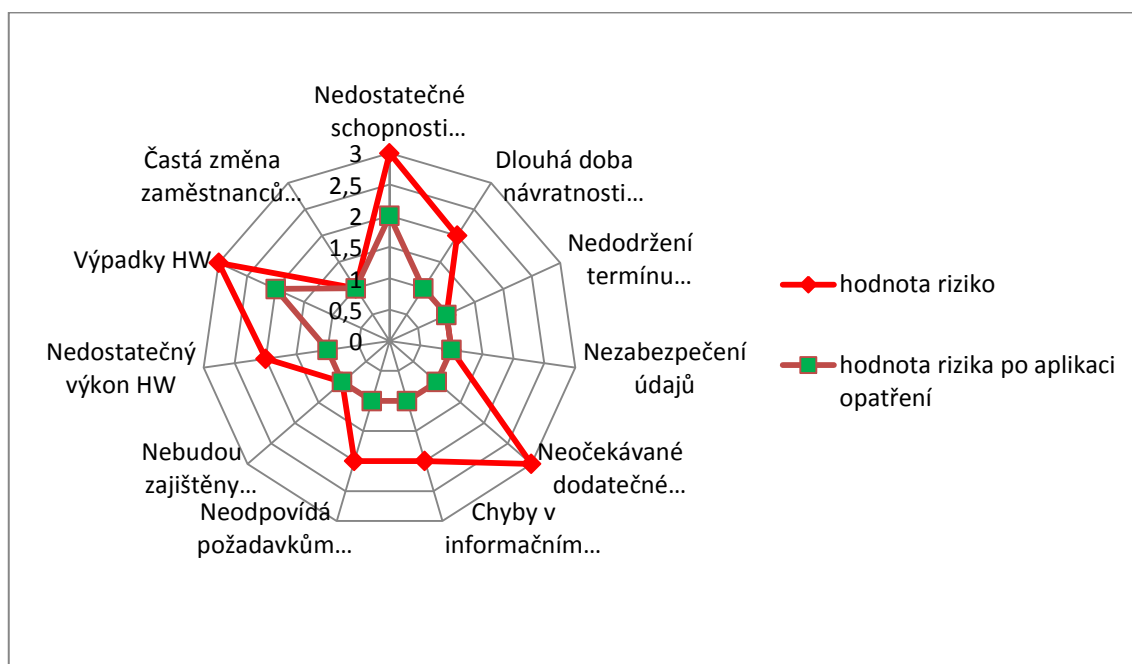 Nedostatečné
schopnosti...
Dlouhá doba
návratnosti...
Nedodržení
termínu...
Nezabezpečení
údajů
Neočekávané
dodatečné...
Chyby v
informačním...
Neodpovídá
požadavkům...
Nebudou
zajištěny...
Nedostatečný
výkon HW
Výpadky HW
Častá změna
zaměstnanců...
3
2,5
2
1,5
1
0,5
0
hodnota riziko
hodnota rizika po aplikaci
opatření